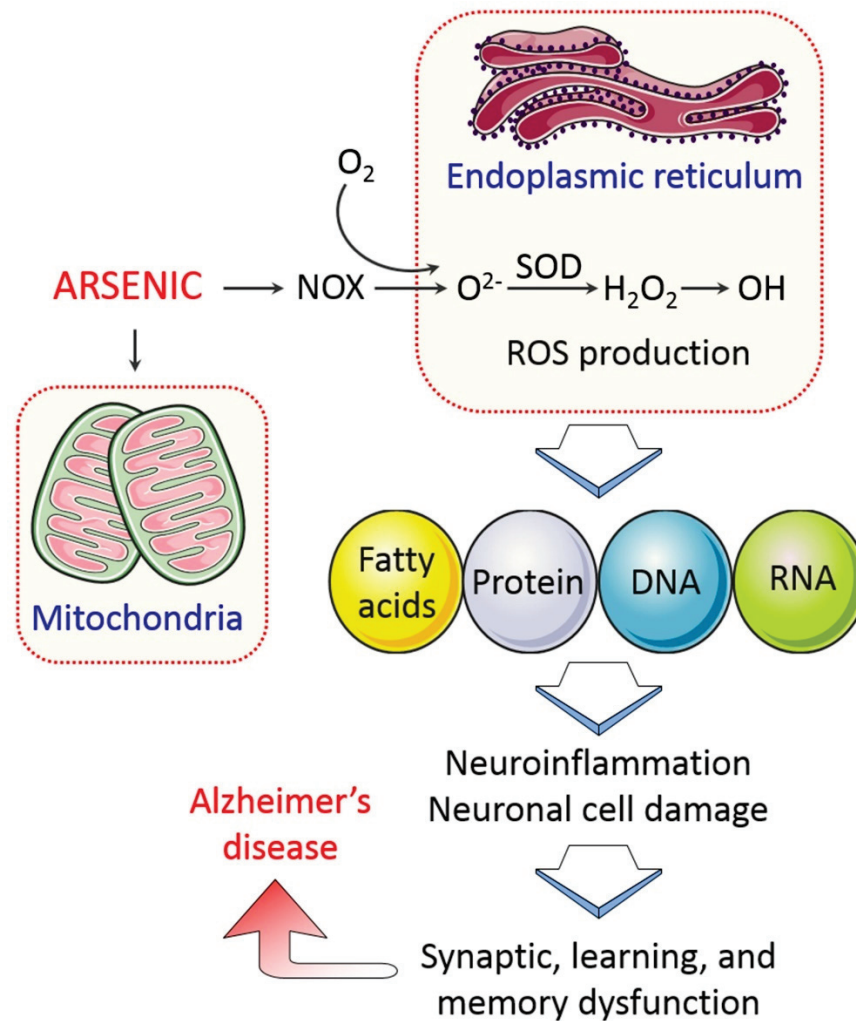 Endoplasmic reticulum
O₂
ARSENIC
NOX
O²⁻
SOD
H₂O₂
OH
ROS production
Mitochondria
Fatty
acids
Protein
DNA
RNA
Neuroinflammation
Neuronal cell damage
Alzheimer's
disease
Synaptic, learning, and
memory dysfunction